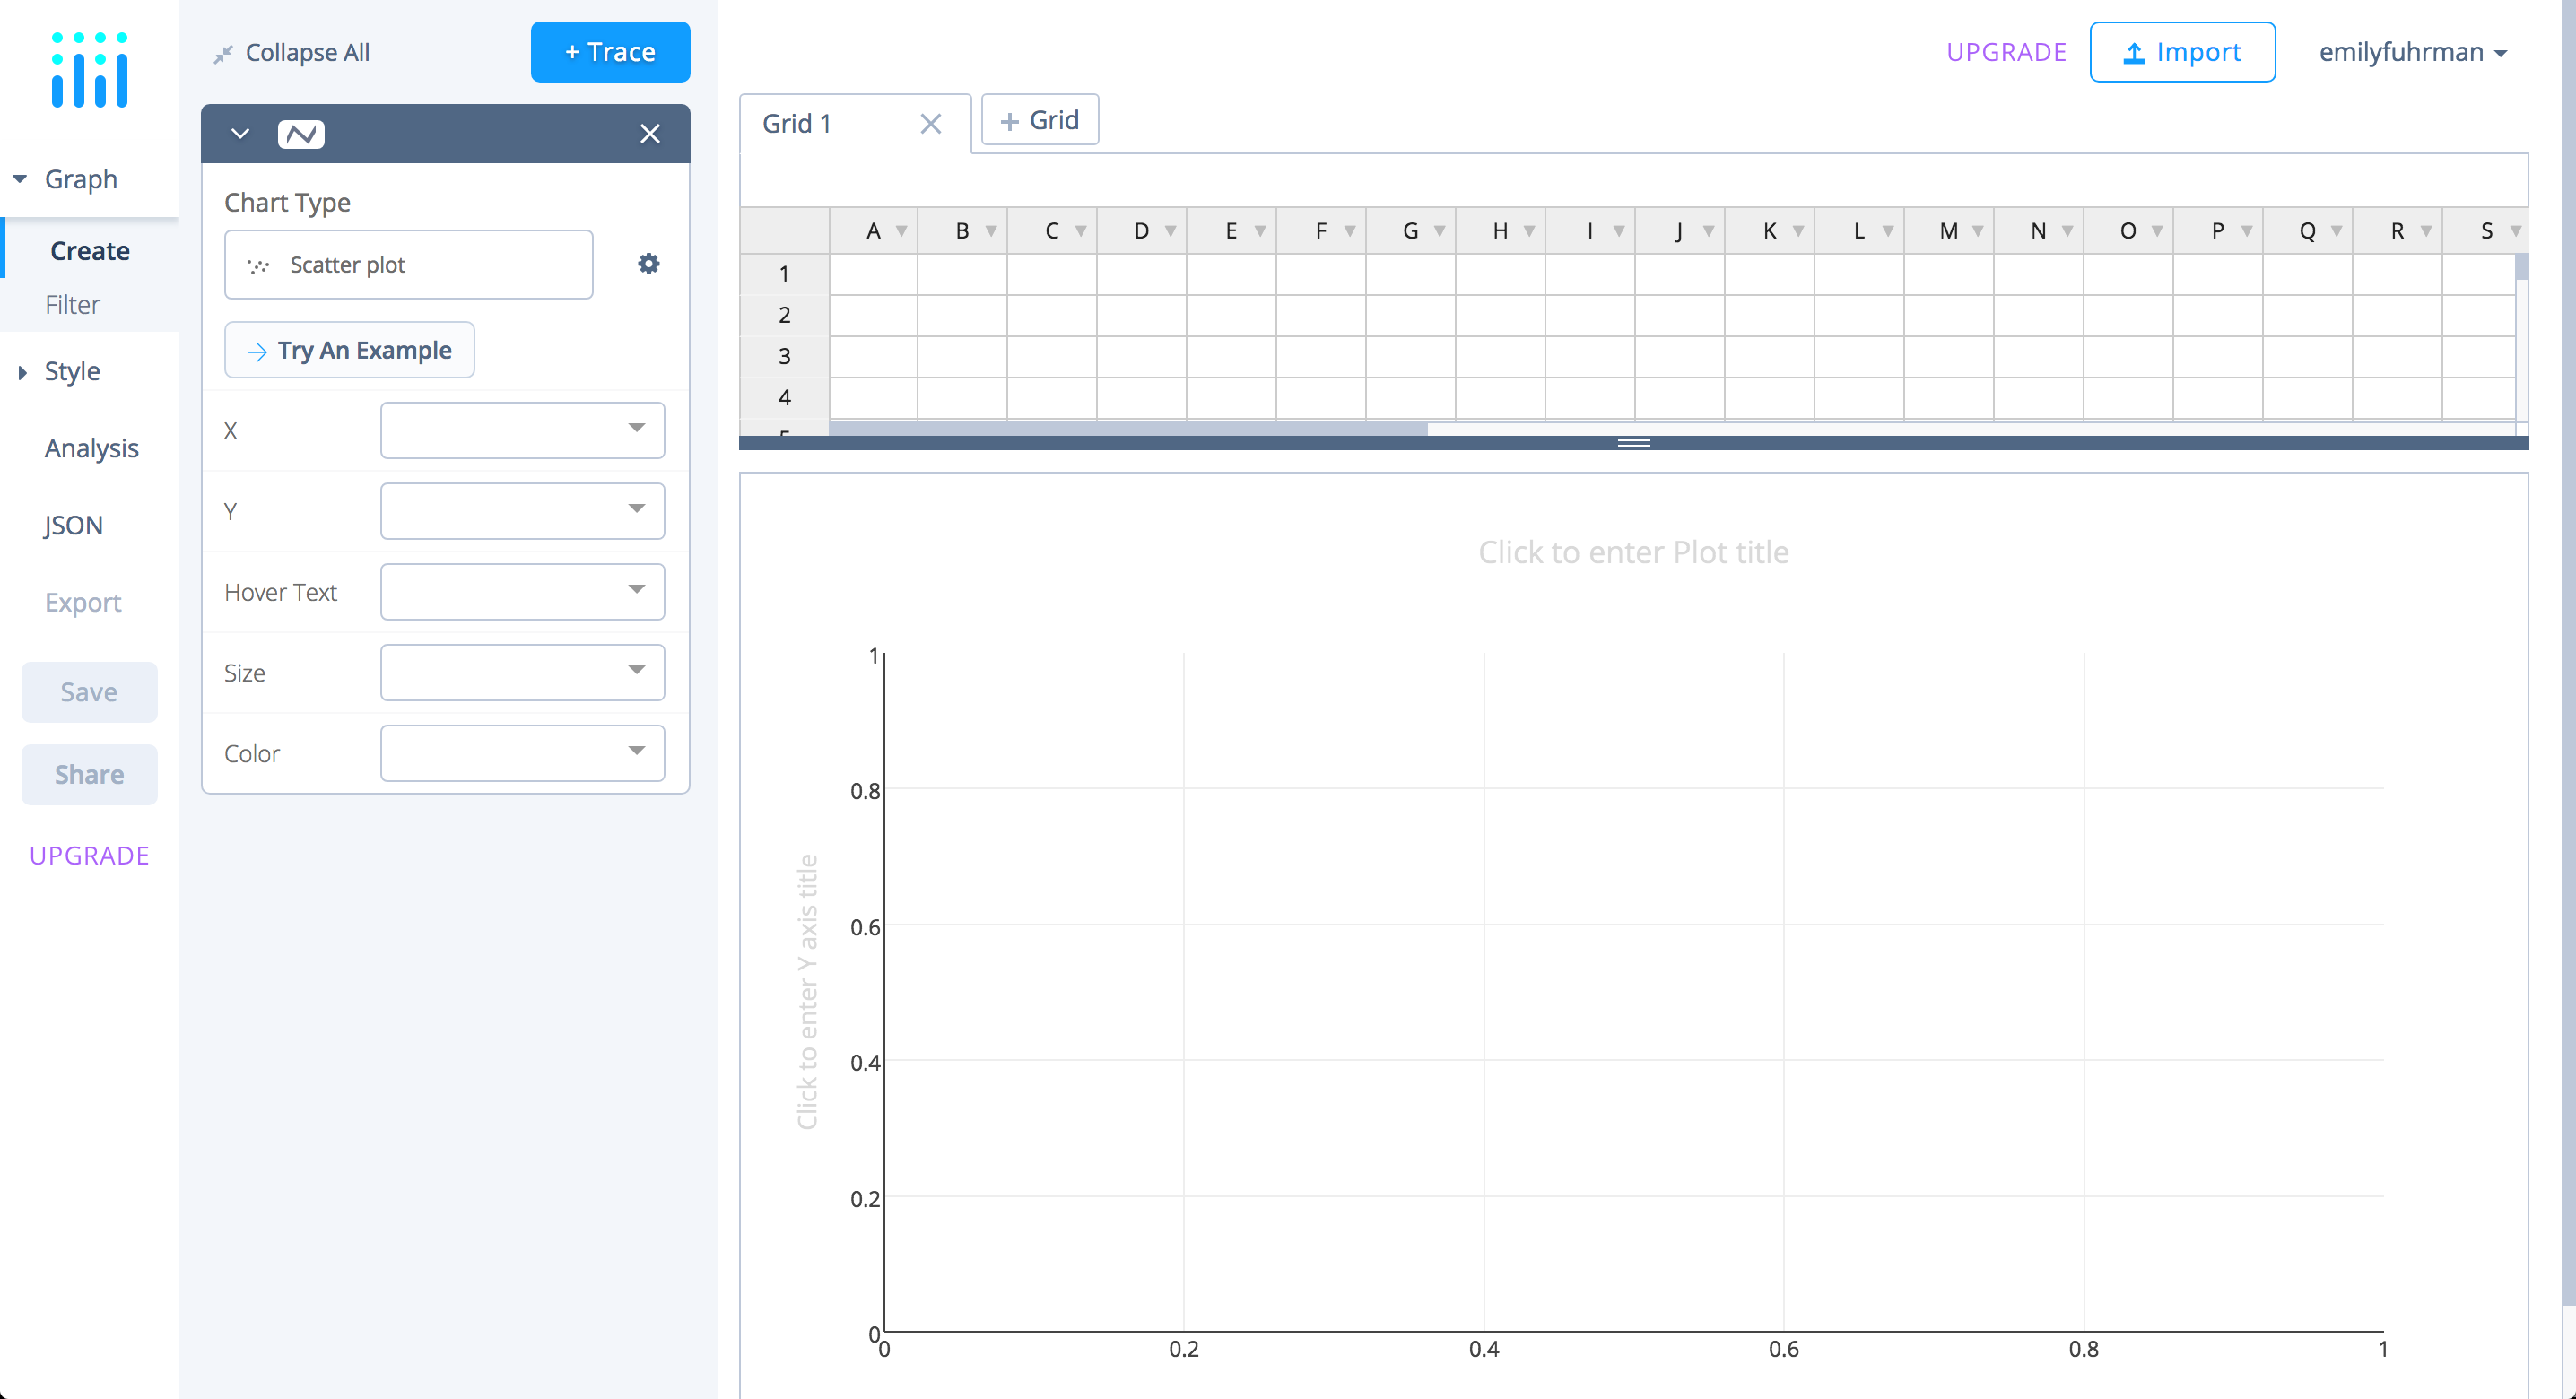 Graph
Create
Filter
Style
Analysis
JSON
Export
Save
Share
UPGRADE
Collapse All
+ Trace
Chart Type
Scatter plot
Try An Example
X
Y
Hover Text
Size
Color
UPGRADE
Import
emilyfuhrman
Grid 1
+ Grid
A B C D E F G H I J K L M N O P Q R S
1
2
3
4
5
Click to enter Plot title
Click to enter Y axis title
1
0.8
0.6
0.4
0.2
0
0 0.2 0.4 0.6 0.8 1